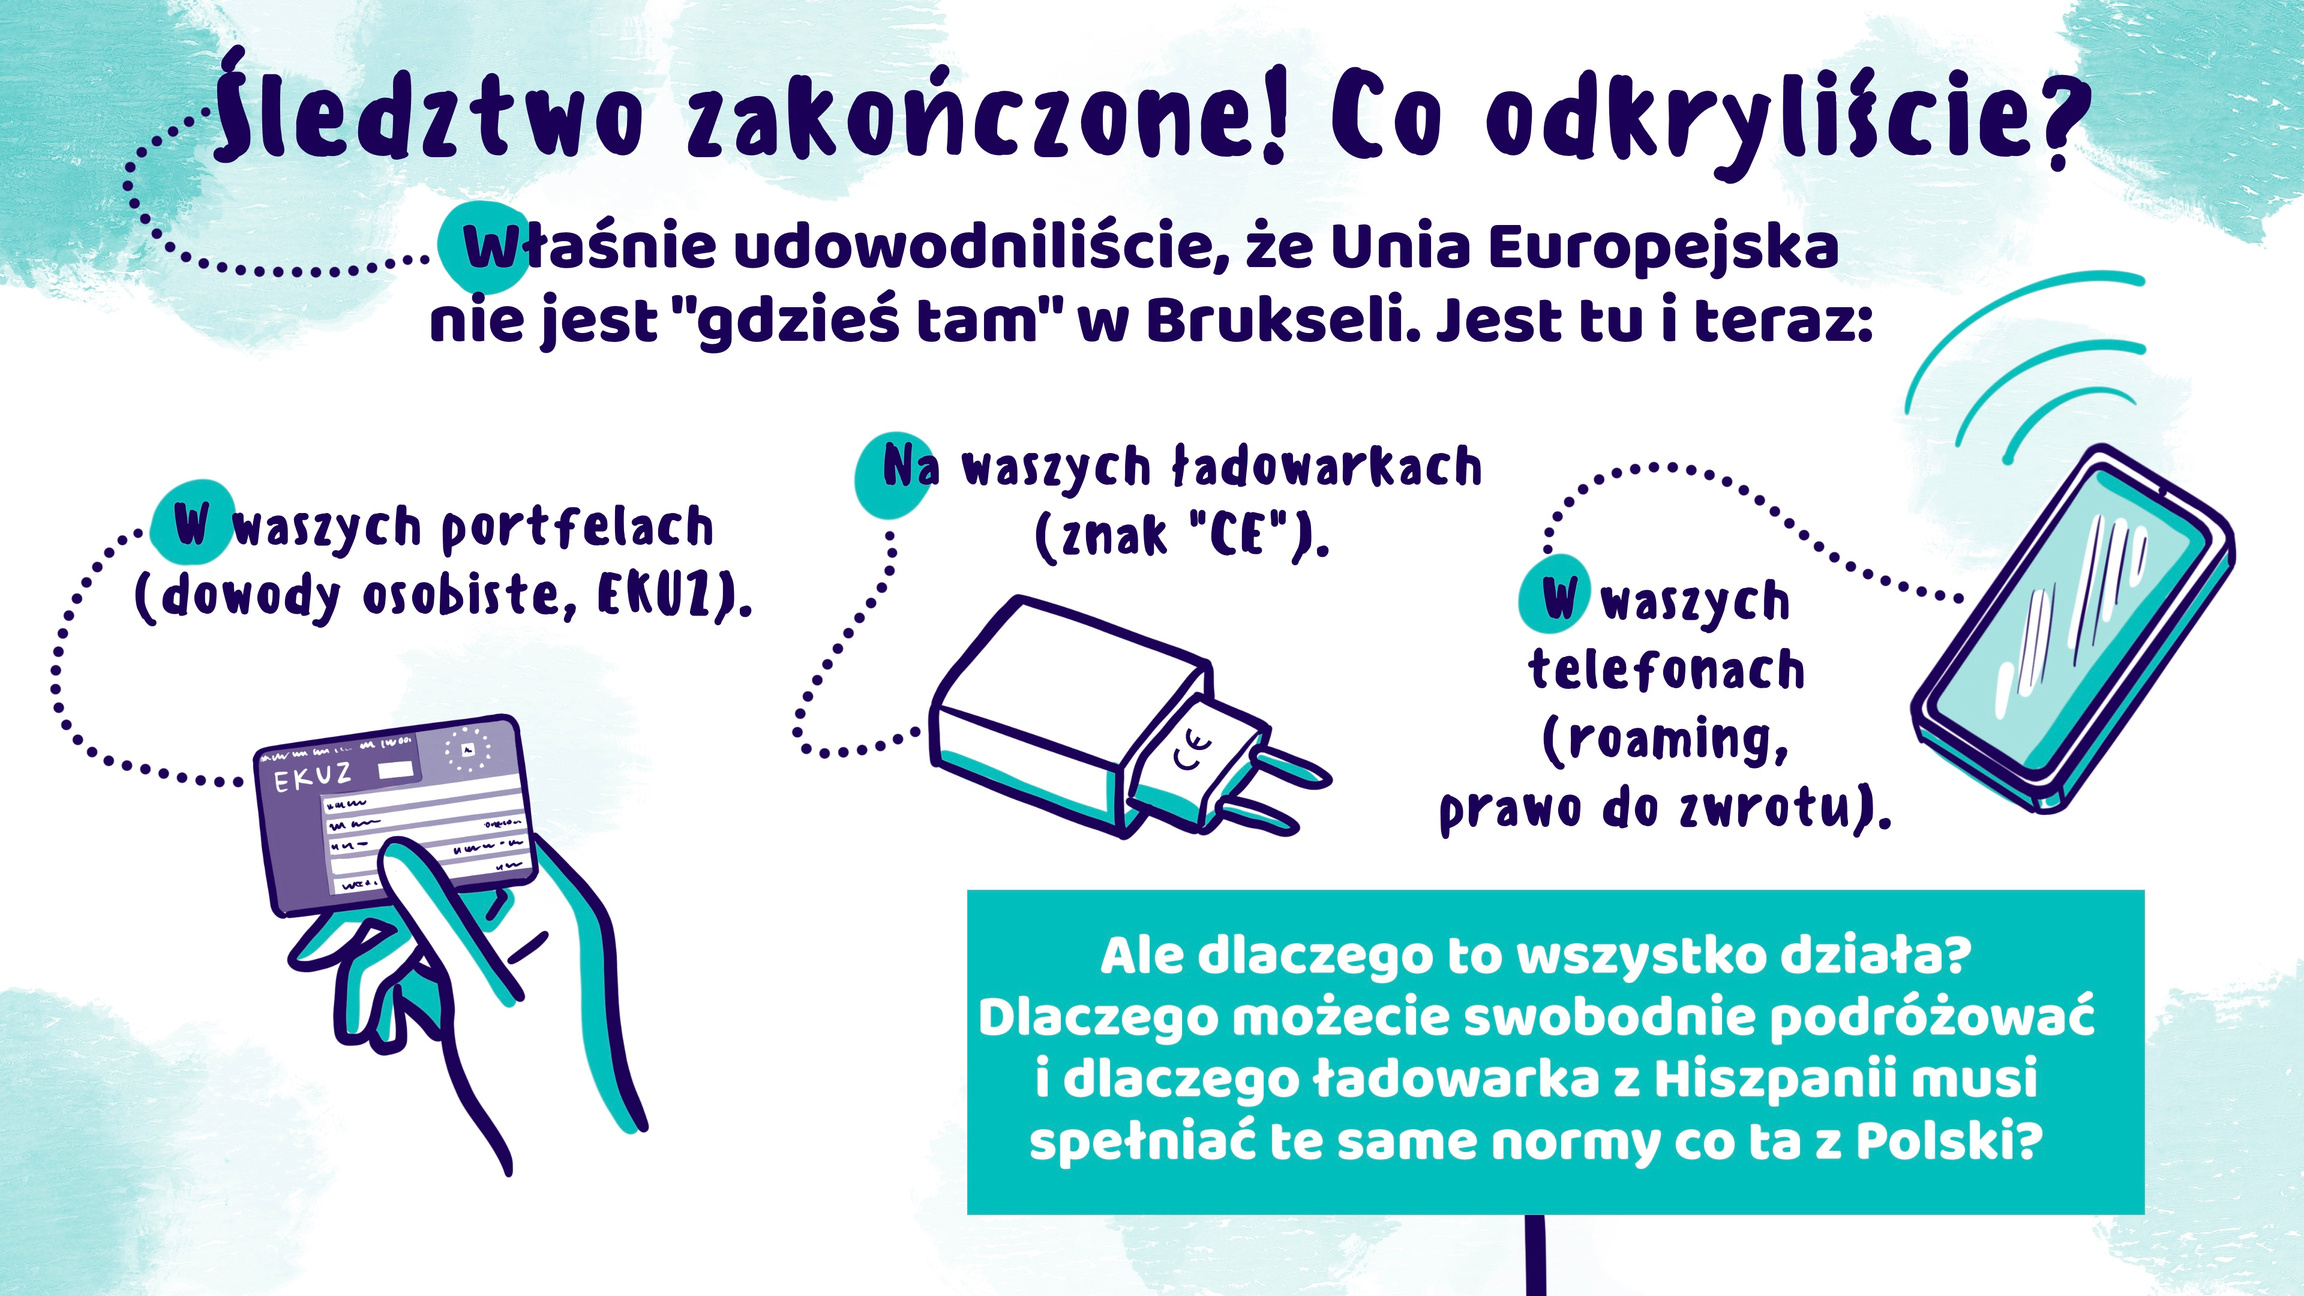 Śledztwo zakończone! Co odkryliście?
Właśnie udowodniliście, że Unia Europejska
nie jest "gdzieś tam" w Brukseli. Jest tu i teraz:
W waszych portfelach
(dowody osobiste, EKUZ).
EKUZ
Na waszych ładowarkach
(znak "CE").
CE
W waszych
telefonach
(roaming,
prawo do zwrotu).
Ale dlaczego to wszystko działa?
Dlaczego możecie swobodnie podróżować
i dlaczego ładowarka z Hiszpanii musi
spełniać te same normy co ta z Polski?